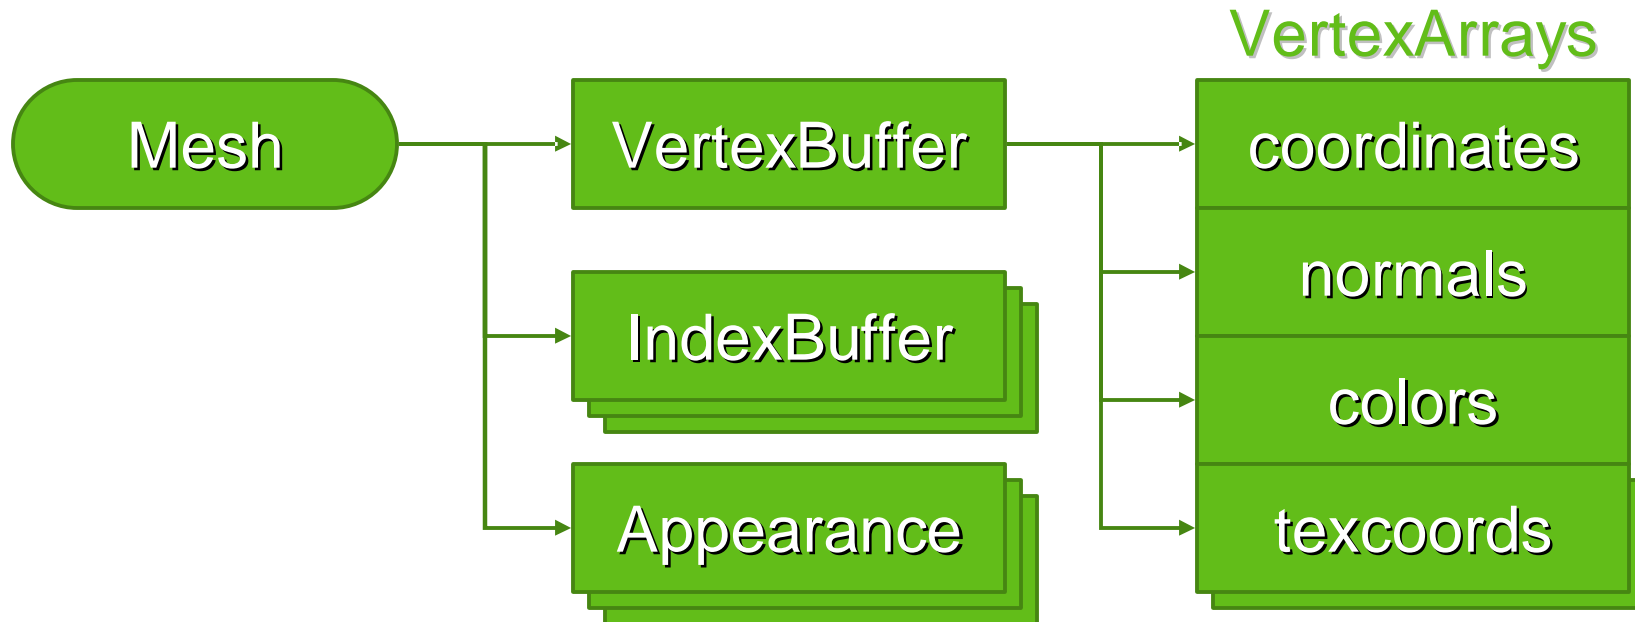 VertexArrays
Mesh
VertexBuffer
coordinates
normals
IndexBuffer
colors
Appearance
texcoords